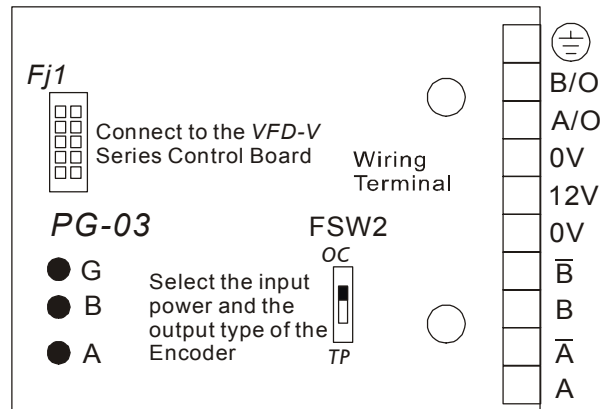 Fj1
Connect to the VFD-V
Series Control Board
Wiring
Terminal
PG-03
G
B
A
FSW2
OC
TP
Select the input
power and the
output type of the
Encoder
B/O
A/O
0V
12V
0V
B̅
B
A̅
A